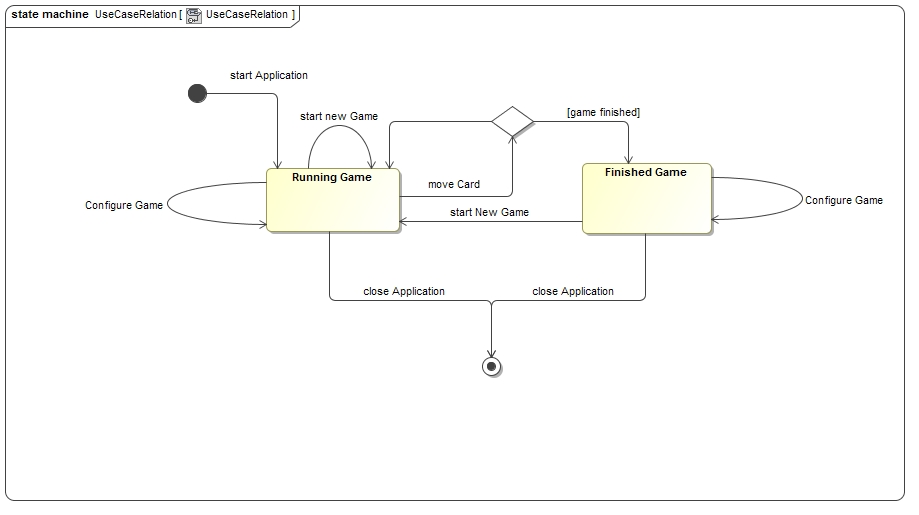 state machine UseCaseRelation [ UseCaseRelation ]
start Application
start new Game
[game finished]
Running Game
Finished Game
move Card
Configure Game
Configure Game
start New Game
close Application
close Application